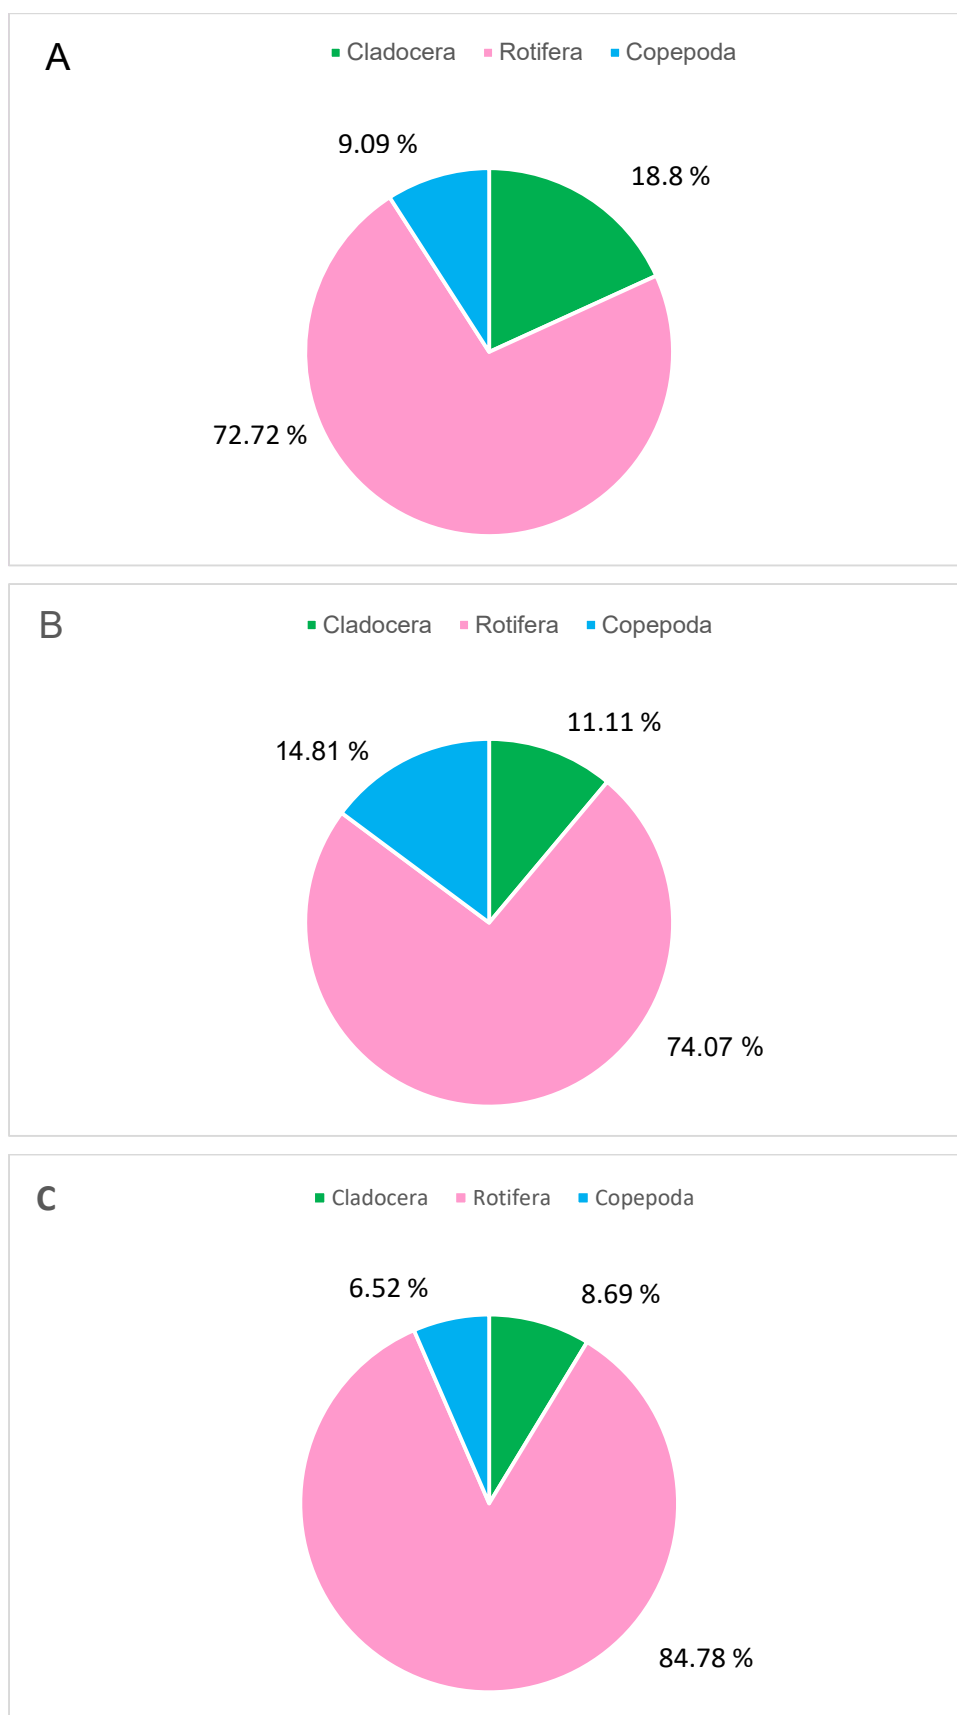 A
Cladocera Rotifera Copepoda
9.09 %
18.8 %
72.72 %
B
Cladocera Rotifera Copepoda
11.11 %
14.81 %
74.07 %
C
Cladocera Rotifera Copepoda
6.52 %
8.69 %
84.78 %